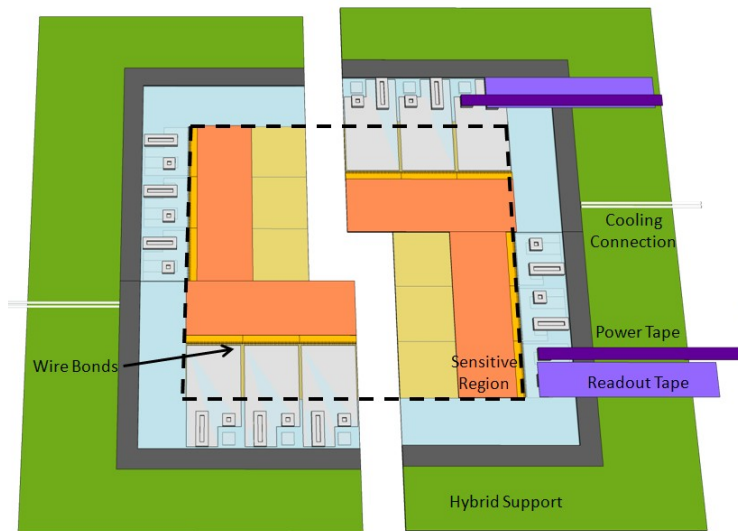 Cooling
Connection
Power Tape
Wire Bonds
Sensitive
Region
Readout Tape
Hybrid Support